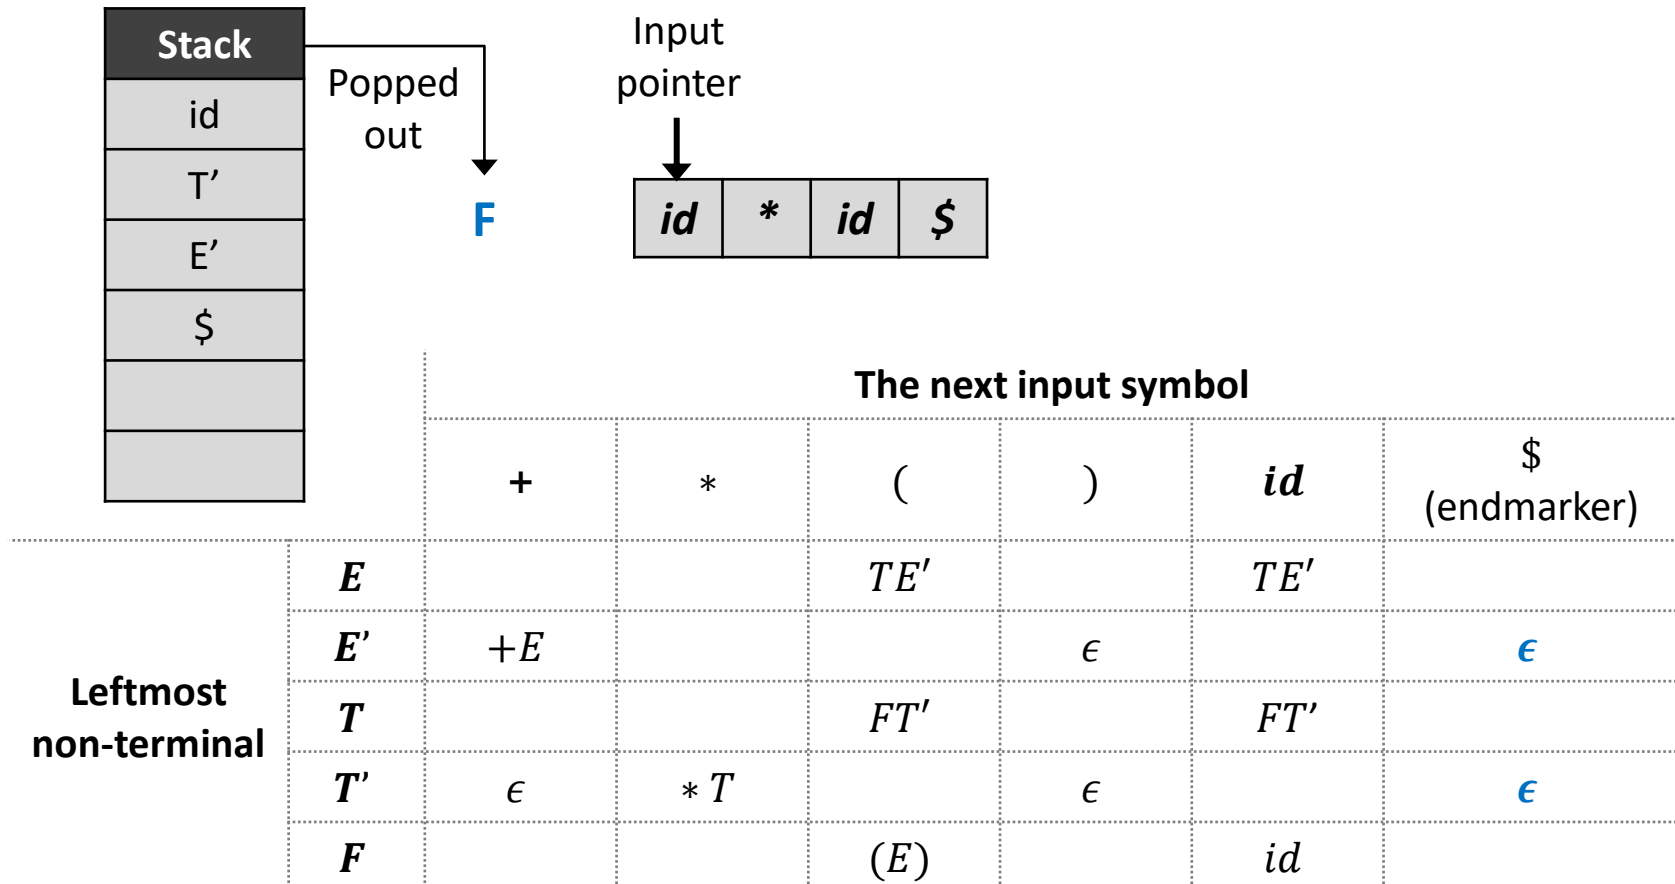 Stack
id
T’
E’
$
Popped
out
F
Input
pointer
id * id $
The next input symbol
+ ∗ ( ) id $
(endmarker)
Leftmost
non-terminal
E TE′ TE′
E’ +E ϵ ϵ
T FT′ FT’
T’ ϵ ∗ T ϵ ϵ
F (E) id